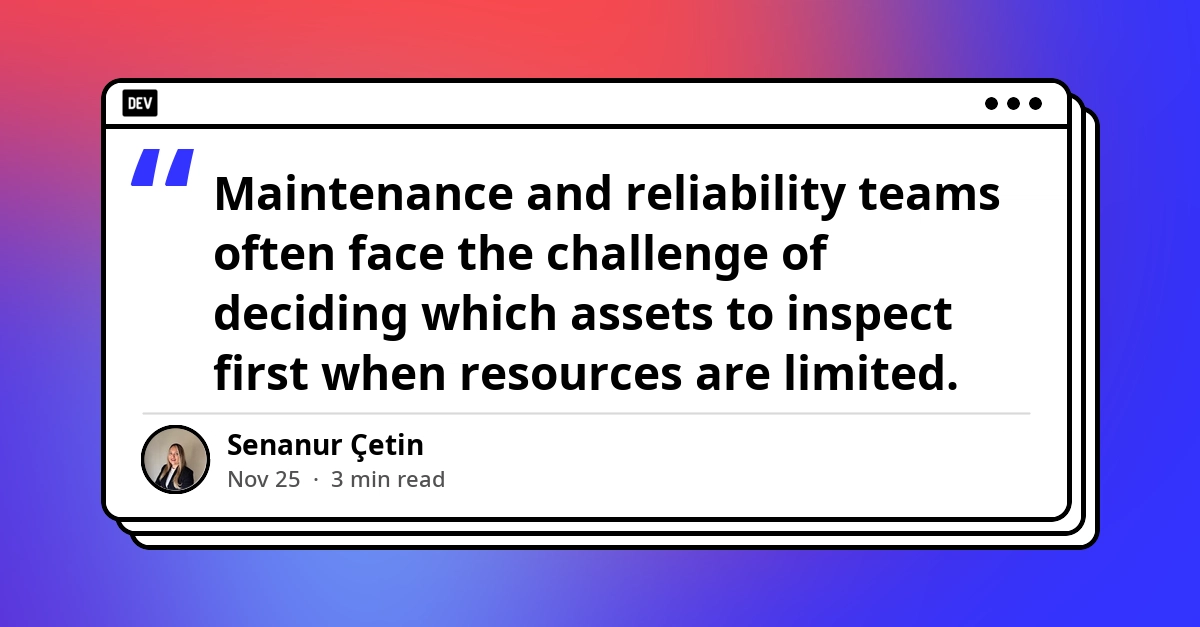 DEV
“
Maintenance and reliability teams
often face the challenge of
deciding which assets to inspect
first when resources are limited.
Senanur Çetin
Nov 25 · 3 min read